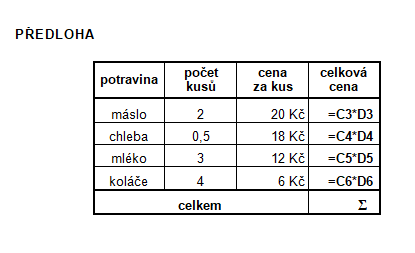 PŘEDLOHA
potravina počet kusů cena za kus celková cena
máslo 2 20 Kč =C3*D3
chleba 0,5 18 Kč =C4*D4
mléko 3 12 Kč =C5*D5
koláče 4 6 Kč =C6*D6
celkem Σ